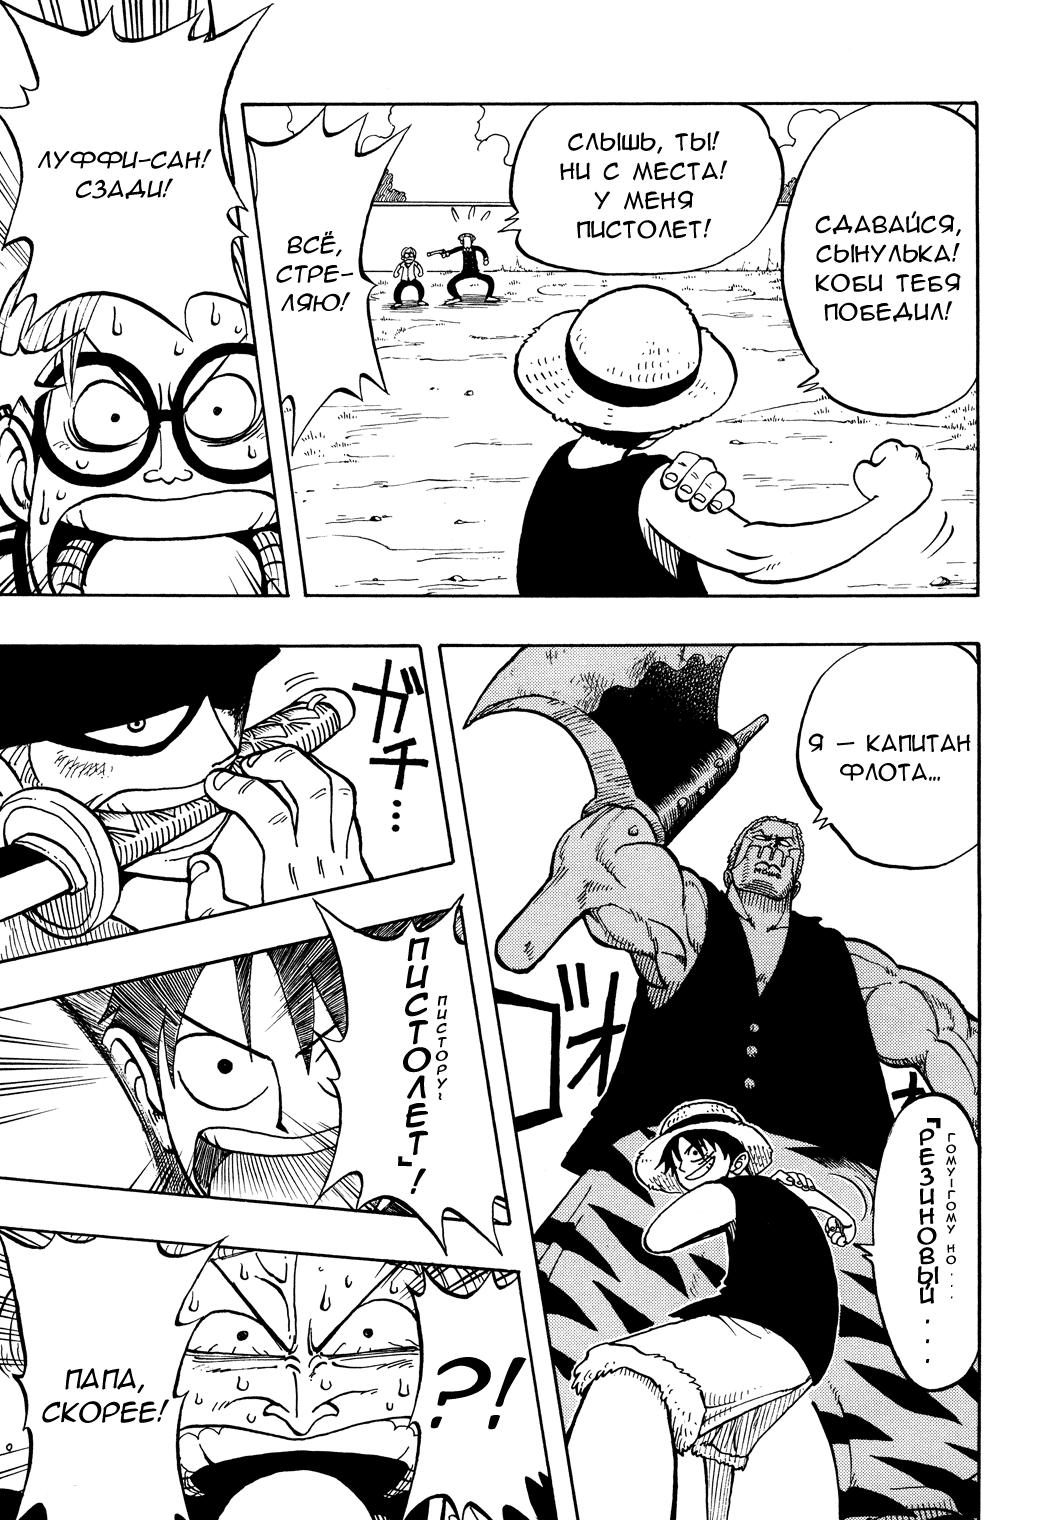 СДАВАЙСЯ,
СЫНУЛЬКА!
КОБИ ТЕБЯ
ПОБЕДИЛ!
СЛЫШЬ, ТЫ!
НИ С МЕСТА!
У МЕНЯ
ПИСТОЛЕТ!
ВСЁ,
СТРЕ-
ЛЯЮ!
ЛУФФИ-САН!
СЗАДИ!
Я – КАПИТАН
ФЛОТА...
ГОМУ ГОМУ НО ...
『РЕЗИНОВЫЙ...
ドオ
ガチ...
ПИСТОРУ~
ПИСТОЛЕТ』!
?!
ПАПА,
СКОРЕЕ!